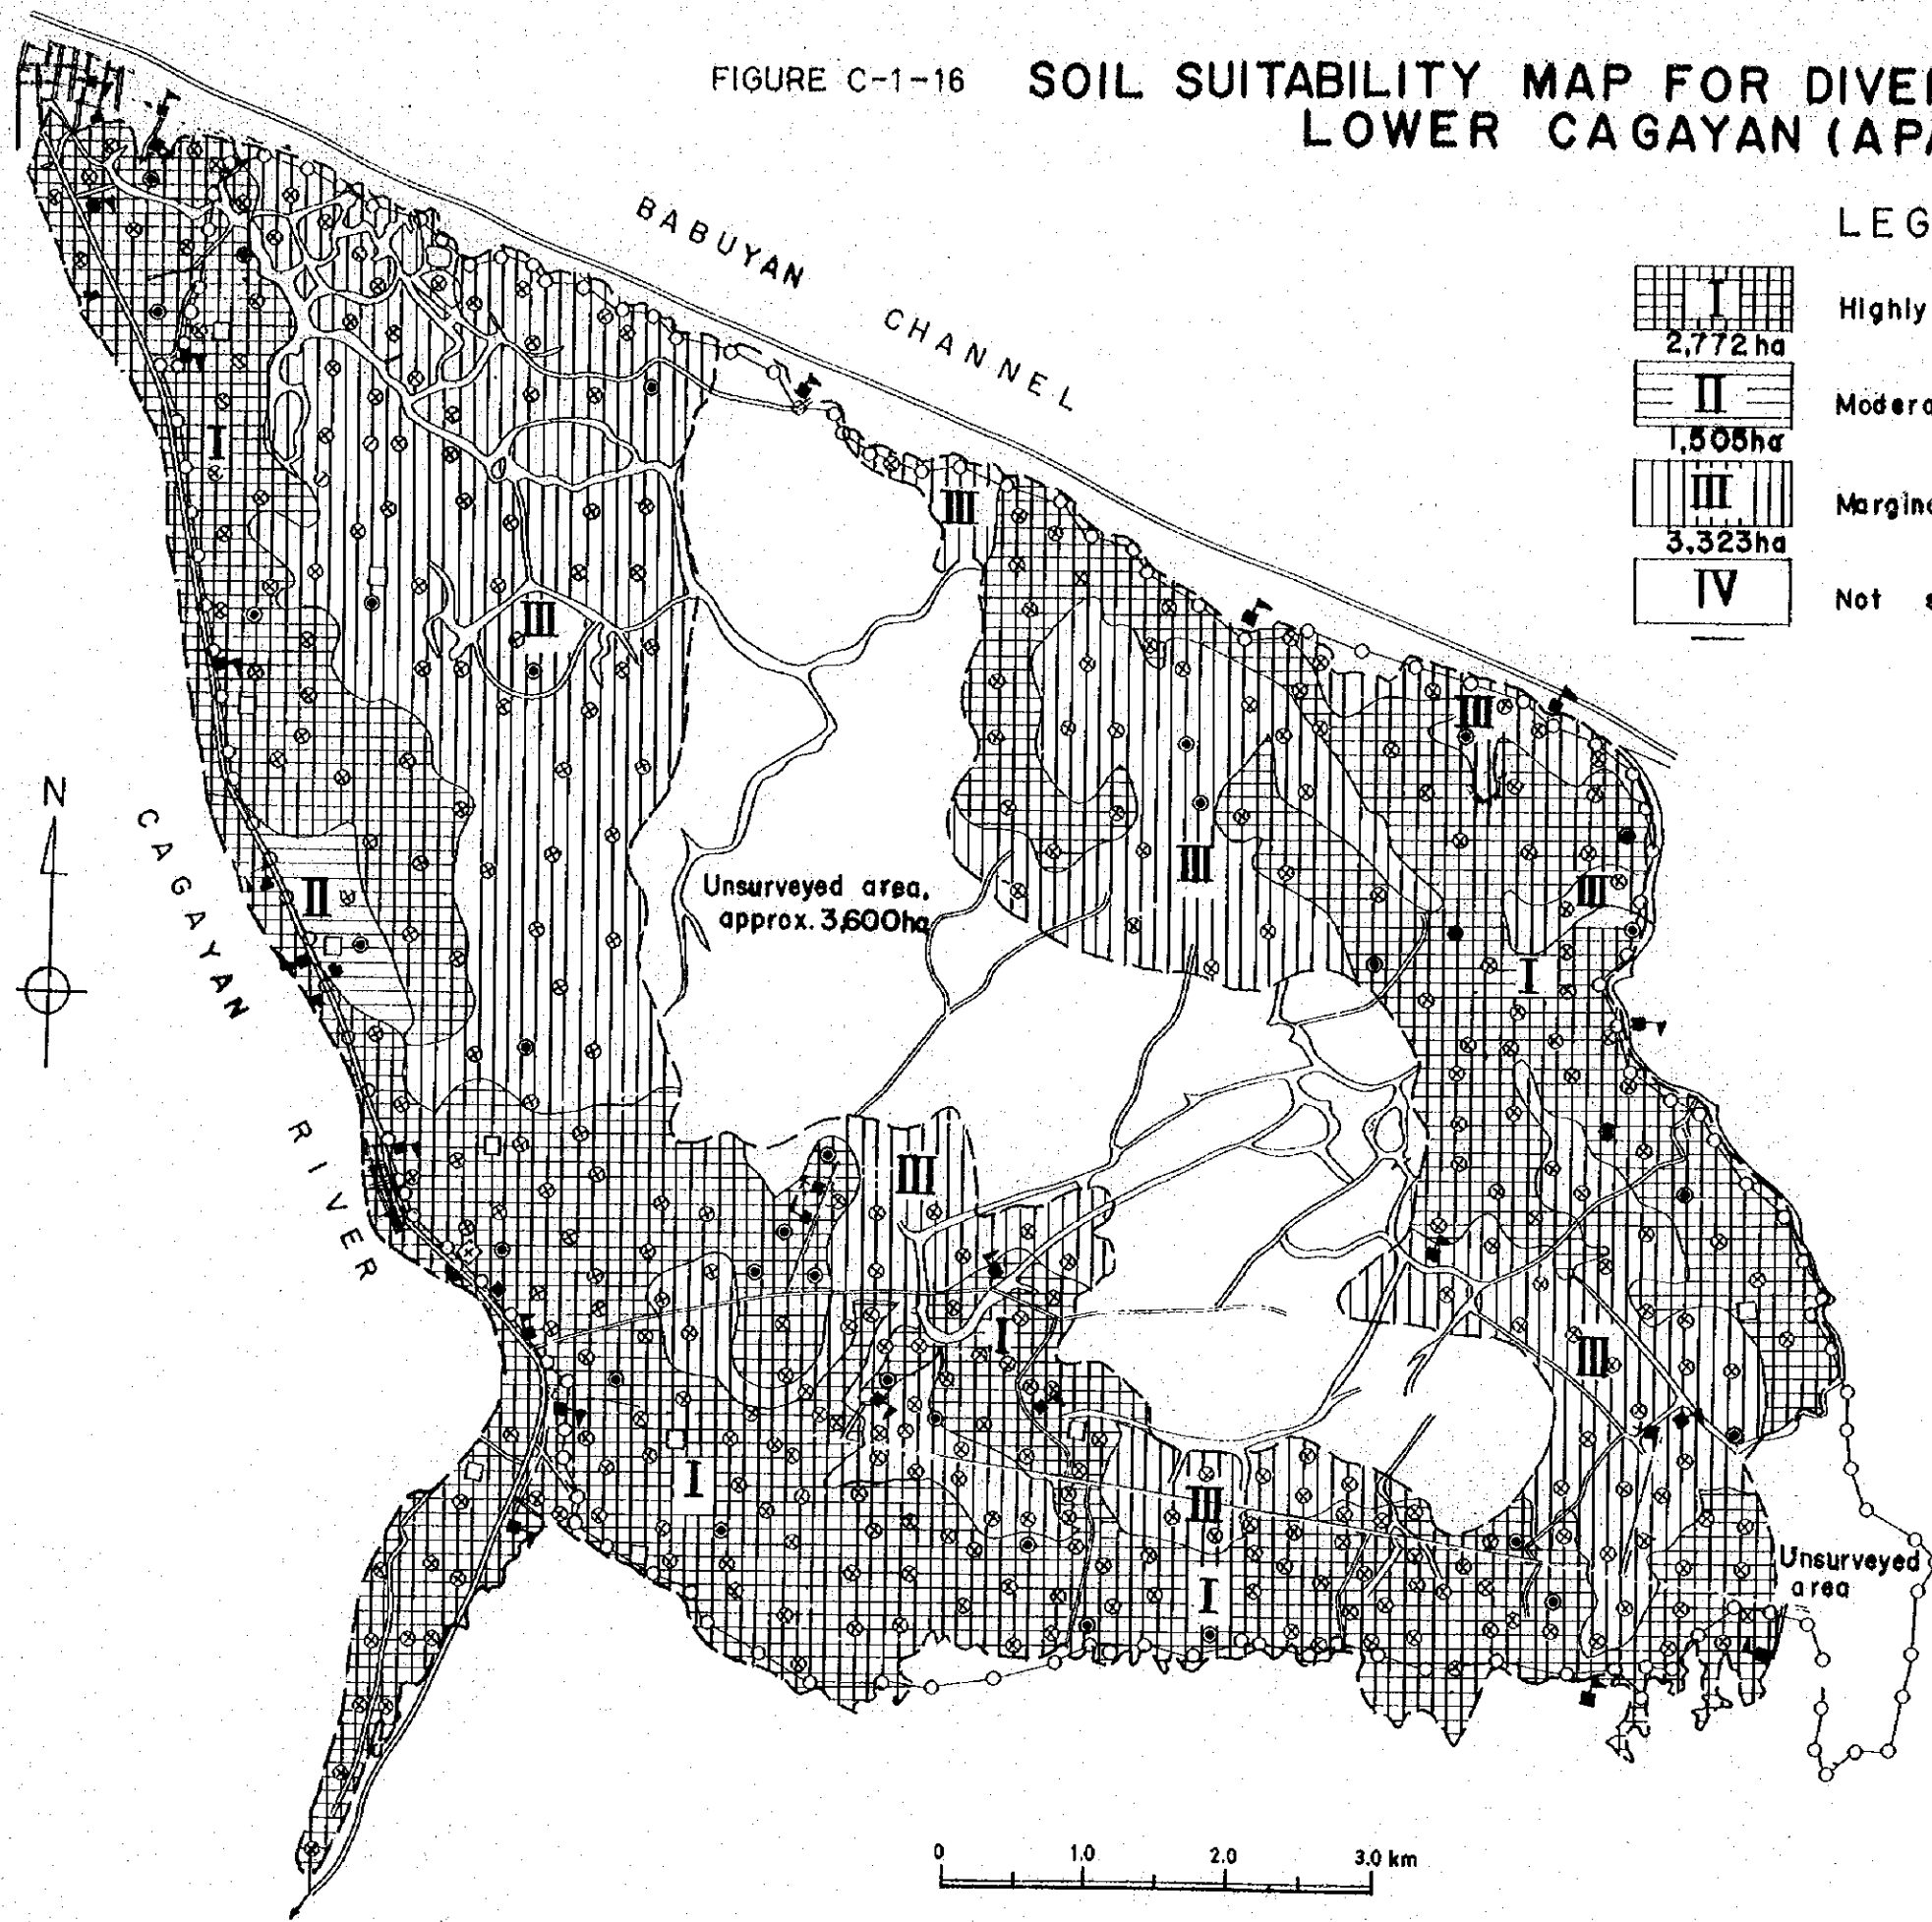 FIGURE C-1-16
SOIL SUITABILITY MAP FOR DIVE
LOWER CAGAYAN (APA
LEG
I
Highly
2,772 ha
II
Modera
1,505ha
III
Margina
3,323ha
IV
Not s
BABUYAN CHANNEL
I
III
III
III
II
Unsurveyed area,
approx. 3,600ha
III
III
I
N
CAGAYAN RIVER
III
I
III
I
III
I
Unsurveyed
area
0 1.0 2.0 3.0 km